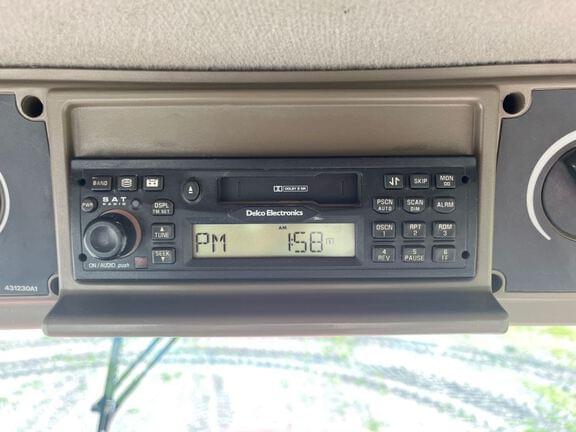 BAND
SKIP
MON
DOLBY B NR
PWR
SAT
RADIO
DSPL
TM SET
PSCN
AUTO
SCAN
DIM
ALRM
Delco Electronics
TUNE
DSCN
1
RPT
2
RDM
3
AM
PM 1:58
SEEK
4
REV
5
PAUSE
6
FF
ON/AUDIO push
431230A1